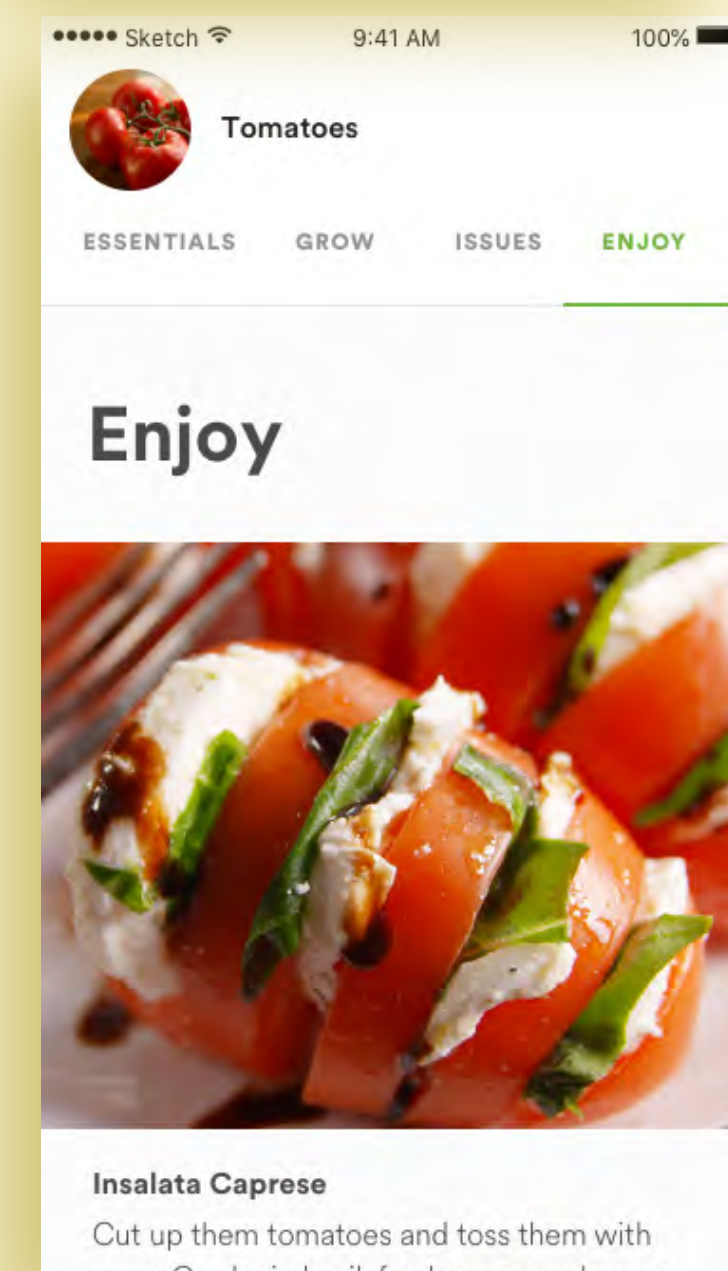 Sketch 9:41 AM 100%
Tomatoes
ESSENTIALS GROW ISSUES ENJOY
Enjoy
Insalata Caprese
Cut up them tomatoes and toss them with